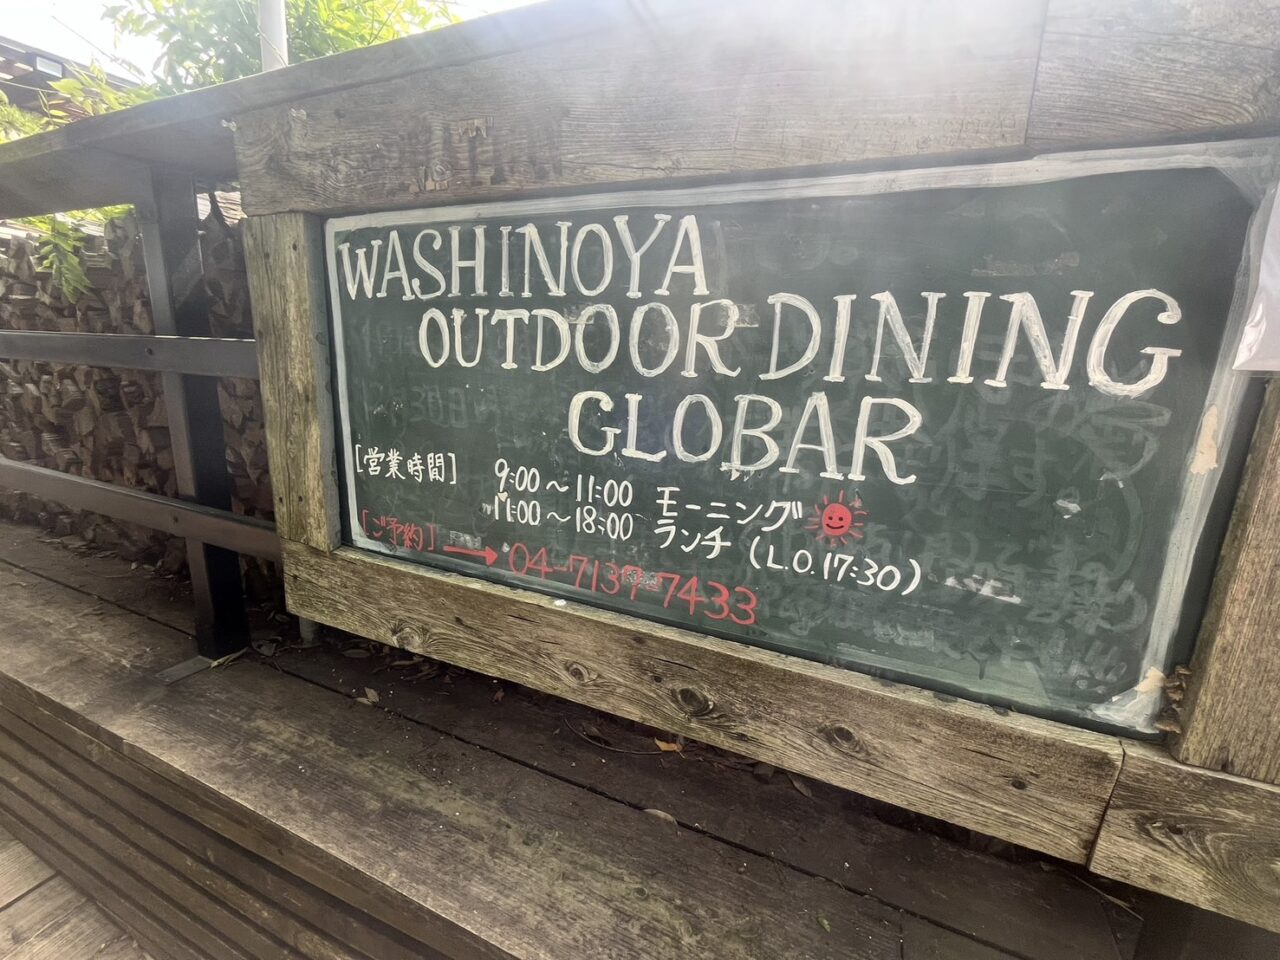 WASHINOYA
OUTDOOR DINING
GLOBAR
[営業時間] 9:00～11:00 モーニング
11:00～18:00 ランチ (L.O.17:30)
[ご予約]→04-7137-7433